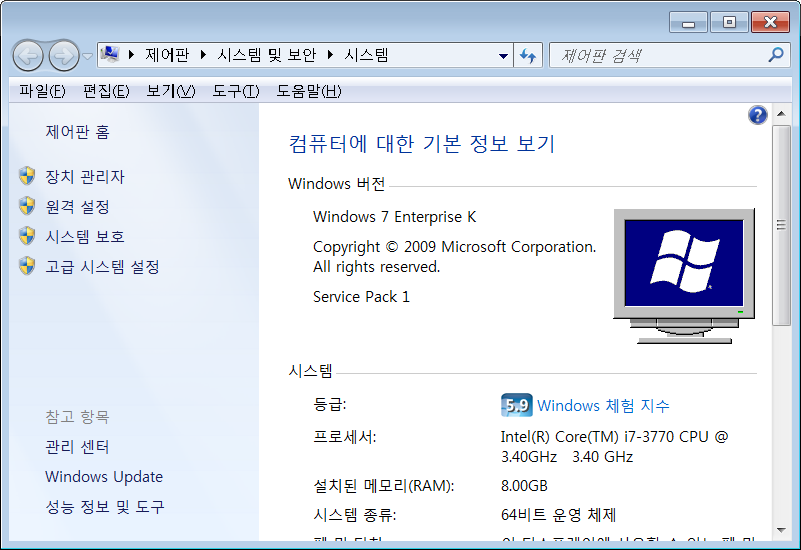 제어판 ▸ 시스템 및 보안 ▸ 시스템
제어판 검색
파일(F) 편집(E) 보기(V) 도구(T) 도움말(H)
제어판 홈
장치 관리자
원격 설정
시스템 보호
고급 시스템 설정
참고 항목
관리 센터
Windows Update
성능 정보 및 도구
컴퓨터에 대한 기본 정보 보기
Windows 버전
Windows 7 Enterprise K
Copyright © 2009 Microsoft Corporation.
All rights reserved.
Service Pack 1
시스템
등급: 5.9 Windows 체험 지수
프로세서: Intel(R) Core(TM) i7-3770 CPU @
3.40GHz 3.40 GHz
설치된 메모리(RAM): 8.00GB
시스템 종류: 64비트 운영 체제